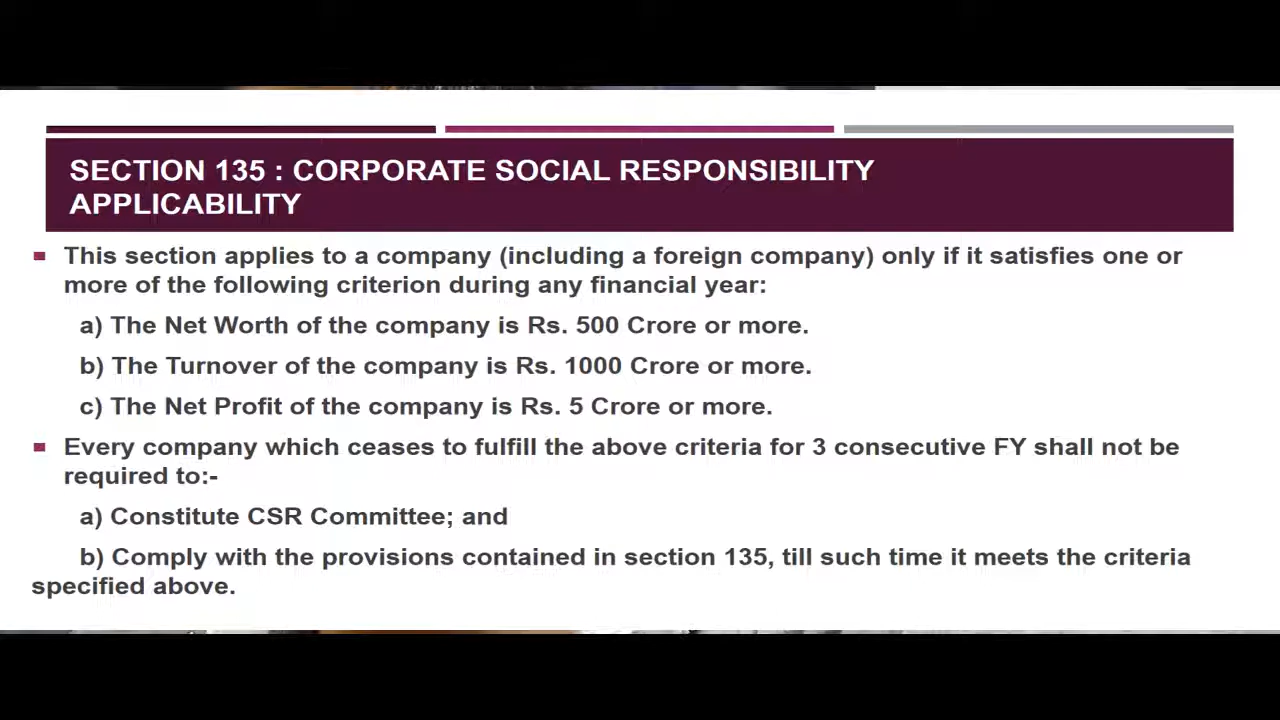 SECTION 135 : CORPORATE SOCIAL RESPONSIBILITY
APPLICABILITY
This section applies to a company (including a foreign company) only if it satisfies one or
more of the following criterion during any financial year:
a) The Net Worth of the company is Rs. 500 Crore or more.
b) The Turnover of the company is Rs. 1000 Crore or more.
c) The Net Profit of the company is Rs. 5 Crore or more.
Every company which ceases to fulfill the above criteria for 3 consecutive FY shall not be
required to:-
a) Constitute CSR Committee; and
b) Comply with the provisions contained in section 135, till such time it meets the criteria
specified above.